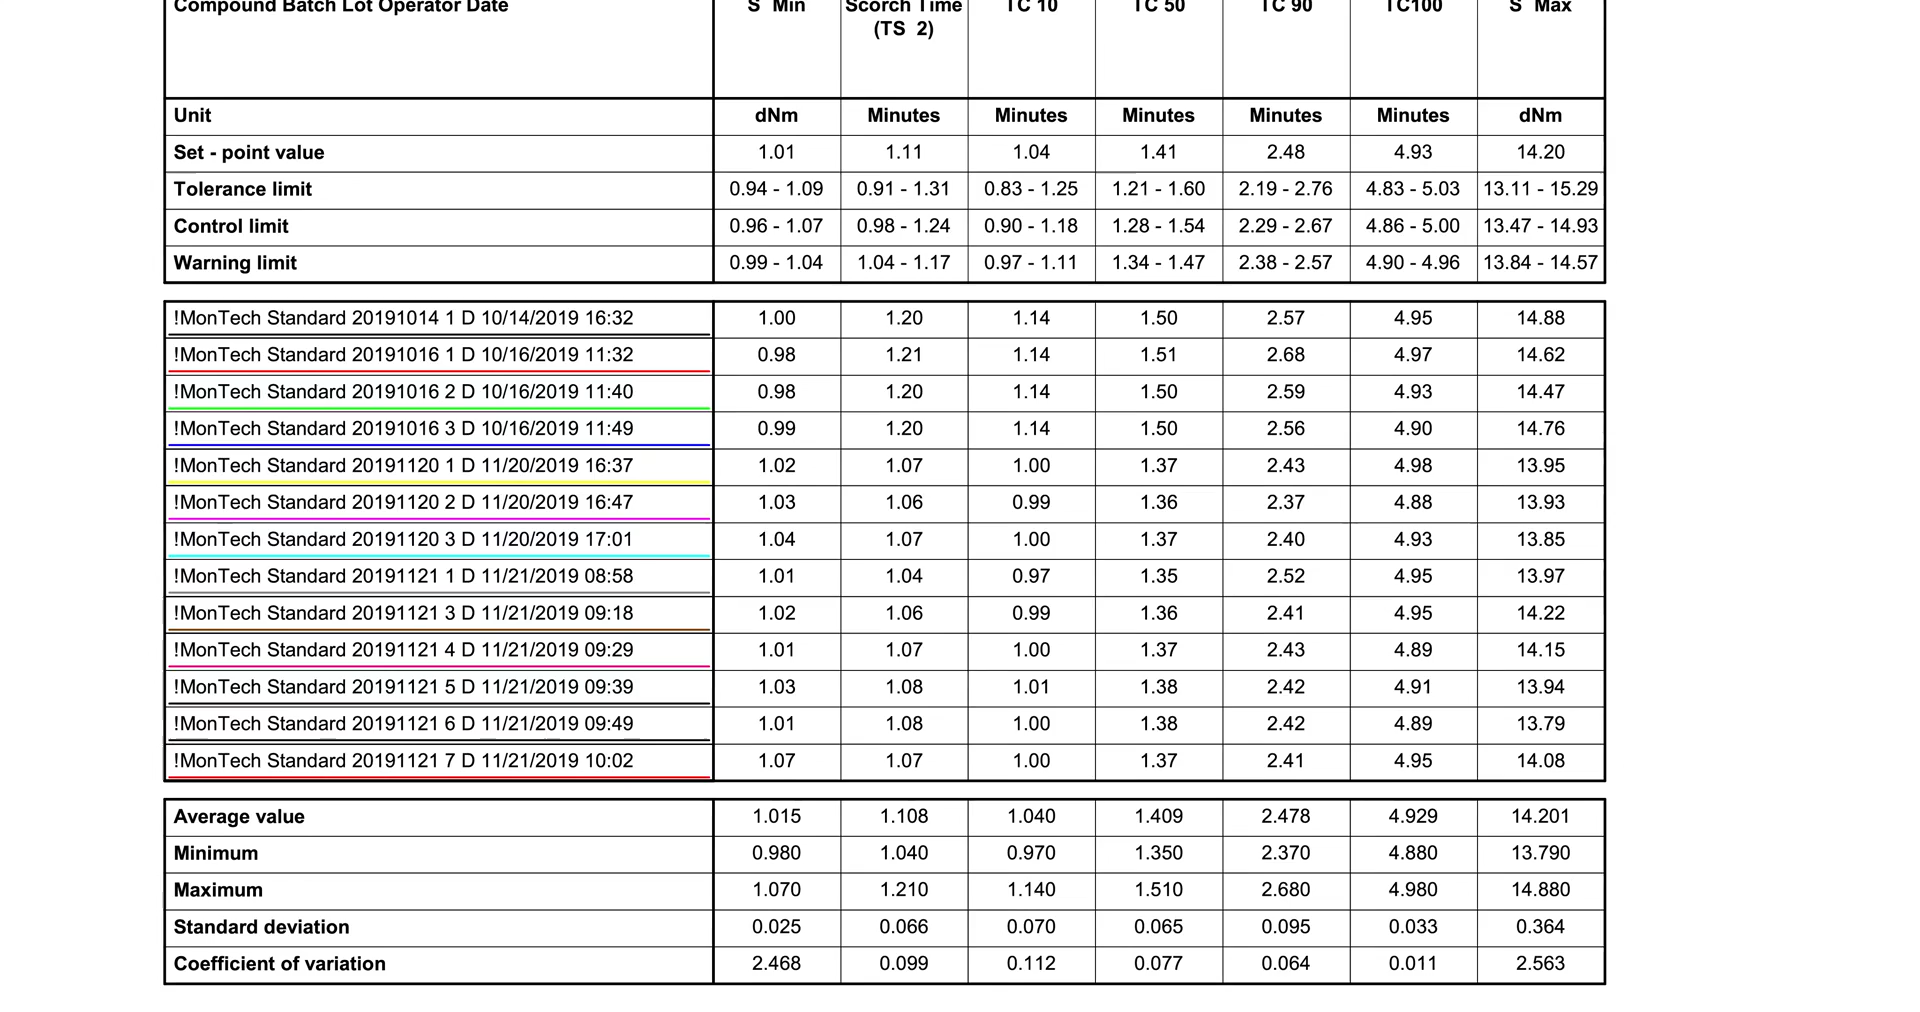 Compound Batch Lot Operator Date S' Min Scorch Time (TS 2) TC 10 TC 50 TC 90 TC100 S' Max
Unit dNm Minutes Minutes Minutes Minutes Minutes dNm
Set - point value 1.01 1.11 1.04 1.41 2.48 4.93 14.20
Tolerance limit 0.94 - 1.09 0.91 - 1.31 0.83 - 1.25 1.21 - 1.60 2.19 - 2.76 4.83 - 5.03 13.11 - 15.29
Control limit 0.96 - 1.07 0.98 - 1.24 0.90 - 1.18 1.28 - 1.54 2.29 - 2.67 4.86 - 5.00 13.47 - 14.93
Warning limit 0.99 - 1.04 1.04 - 1.17 0.97 - 1.11 1.34 - 1.47 2.38 - 2.57 4.90 - 4.96 13.84 - 14.57
!MonTech Standard 20191014 1 D 10/14/2019 16:32 1.00 1.20 1.14 1.50 2.57 4.95 14.88
!MonTech Standard 20191016 1 D 10/16/2019 11:32 0.98 1.21 1.14 1.51 2.68 4.97 14.62
!MonTech Standard 20191016 2 D 10/16/2019 11:40 0.98 1.20 1.14 1.50 2.59 4.93 14.47
!MonTech Standard 20191016 3 D 10/16/2019 11:49 0.99 1.20 1.14 1.50 2.56 4.90 14.76
!MonTech Standard 20191120 1 D 11/20/2019 16:37 1.02 1.07 1.00 1.37 2.43 4.98 13.95
!MonTech Standard 20191120 2 D 11/20/2019 16:47 1.03 1.06 0.99 1.36 2.37 4.88 13.93
!MonTech Standard 20191120 3 D 11/20/2019 17:01 1.04 1.07 1.00 1.37 2.40 4.93 13.85
!MonTech Standard 20191121 1 D 11/21/2019 08:58 1.01 1.04 0.97 1.35 2.52 4.95 13.97
!MonTech Standard 20191121 3 D 11/21/2019 09:18 1.02 1.06 0.99 1.36 2.41 4.95 14.22
!MonTech Standard 20191121 4 D 11/21/2019 09:29 1.01 1.07 1.00 1.37 2.43 4.89 14.15
!MonTech Standard 20191121 5 D 11/21/2019 09:39 1.03 1.08 1.01 1.38 2.42 4.91 13.94
!MonTech Standard 20191121 6 D 11/21/2019 09:49 1.01 1.08 1.00 1.38 2.42 4.89 13.79
!MonTech Standard 20191121 7 D 11/21/2019 10:02 1.07 1.07 1.00 1.37 2.41 4.95 14.08
Average value 1.015 1.108 1.040 1.409 2.478 4.929 14.201
Minimum 0.980 1.040 0.970 1.350 2.370 4.880 13.790
Maximum 1.070 1.210 1.140 1.510 2.680 4.980 14.880
Standard deviation 0.025 0.066 0.070 0.065 0.095 0.033 0.364
Coefficient of variation 2.468 0.099 0.112 0.077 0.064 0.011 2.563